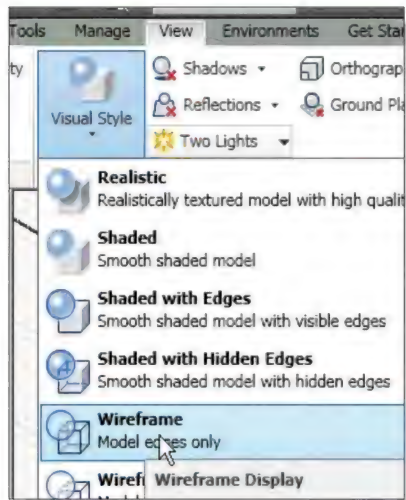 Tools Manage View Environments Get Star
ty Shadows Orthograp
Visual Style Reflections Ground Pla
Two Lights
Realistic
Realistically textured model with high qualit
Shaded
Smooth shaded model
Shaded with Edges
Smooth shaded model with visible edges
Shaded with Hidden Edges
Smooth shaded model with hidden edges
Wireframe
Model edges only
Wirefr Wireframe Display